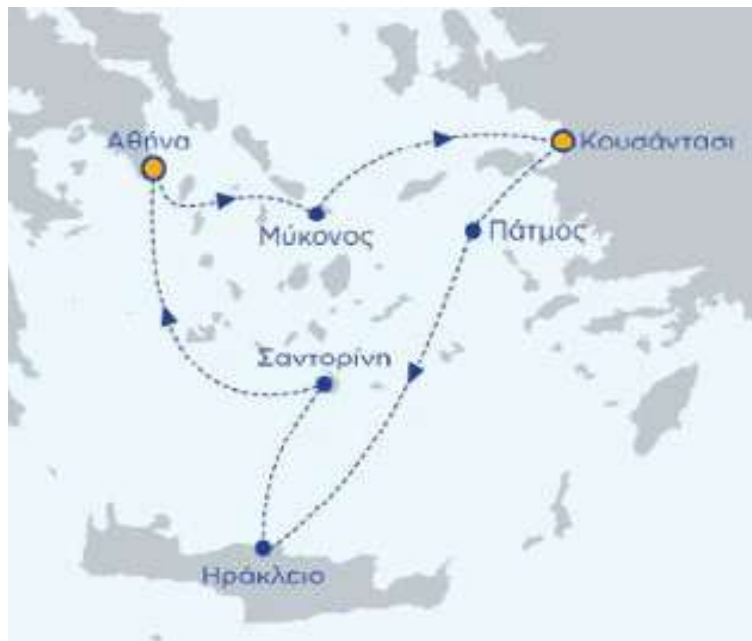 Αθήνα
Κουσάντασι
Μύκονος
Πάτμος
Σαντορίνη
Ηράκλειο